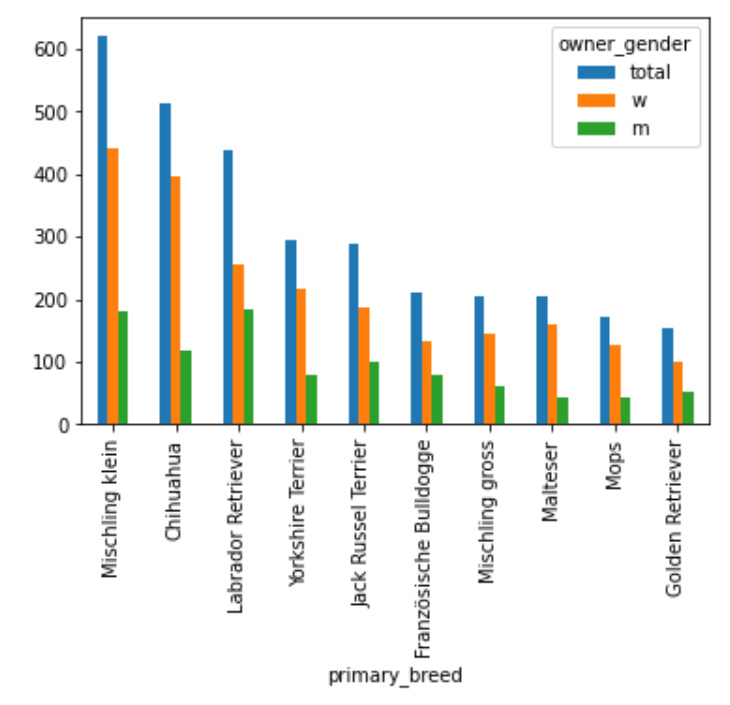 owner_gender
total
w
m
600
500
400
300
200
100
0
Mischling klein
Chihuahua
Labrador Retriever
Yorkshire Terrier
Jack Russel Terrier
Französische Bulldogge
Mischling gross
Malteser
Mops
Golden Retriever
primary_breed